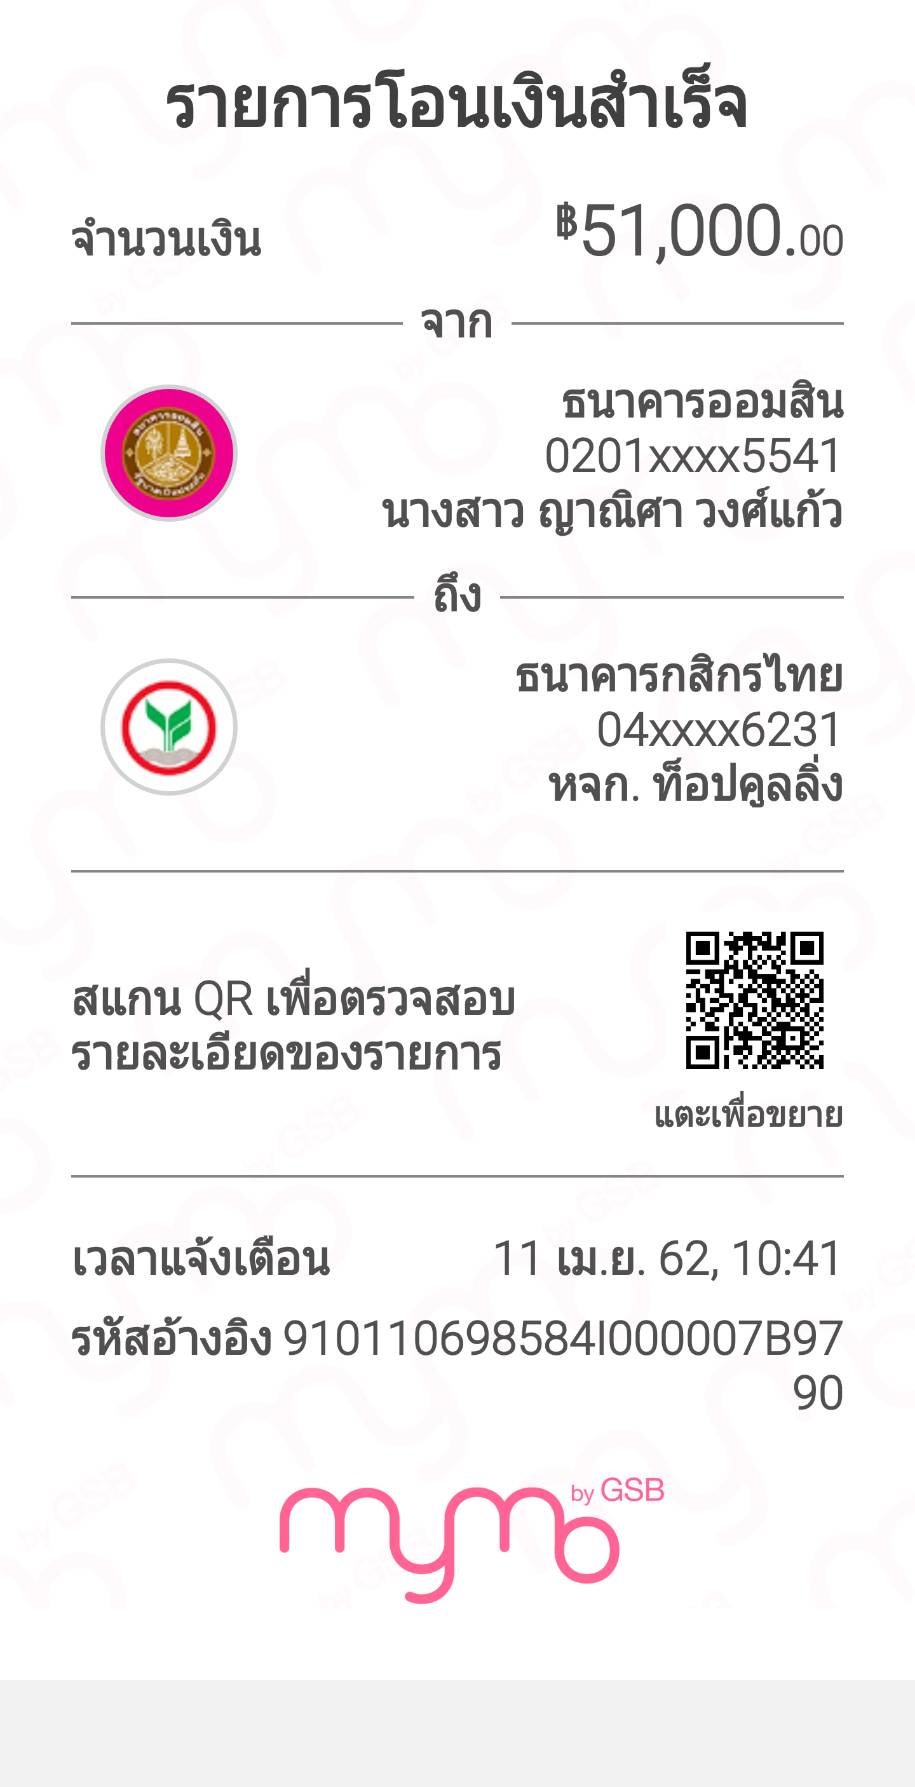 รายการโอนเงินสำเร็จ
จำนวนเงิน ฿51,000.00
จาก
ธนาคารออมสิน
0201xxxx5541
นางสาว ญาณิศา วงศ์แก้ว
ถึง
ธนาคารกสิกรไทย
04xxxx6231
หจก. ท็อปคูลลิ่ง
สแกน QR เพื่อตรวจสอบ
รายละเอียดของรายการ
แตะเพื่อขยาย
เวลาแจ้งเตือน 11 เม.ย. 62, 10:41
รหัสอ้างอิง 910110698584I000007B97
90
mymo by GSB